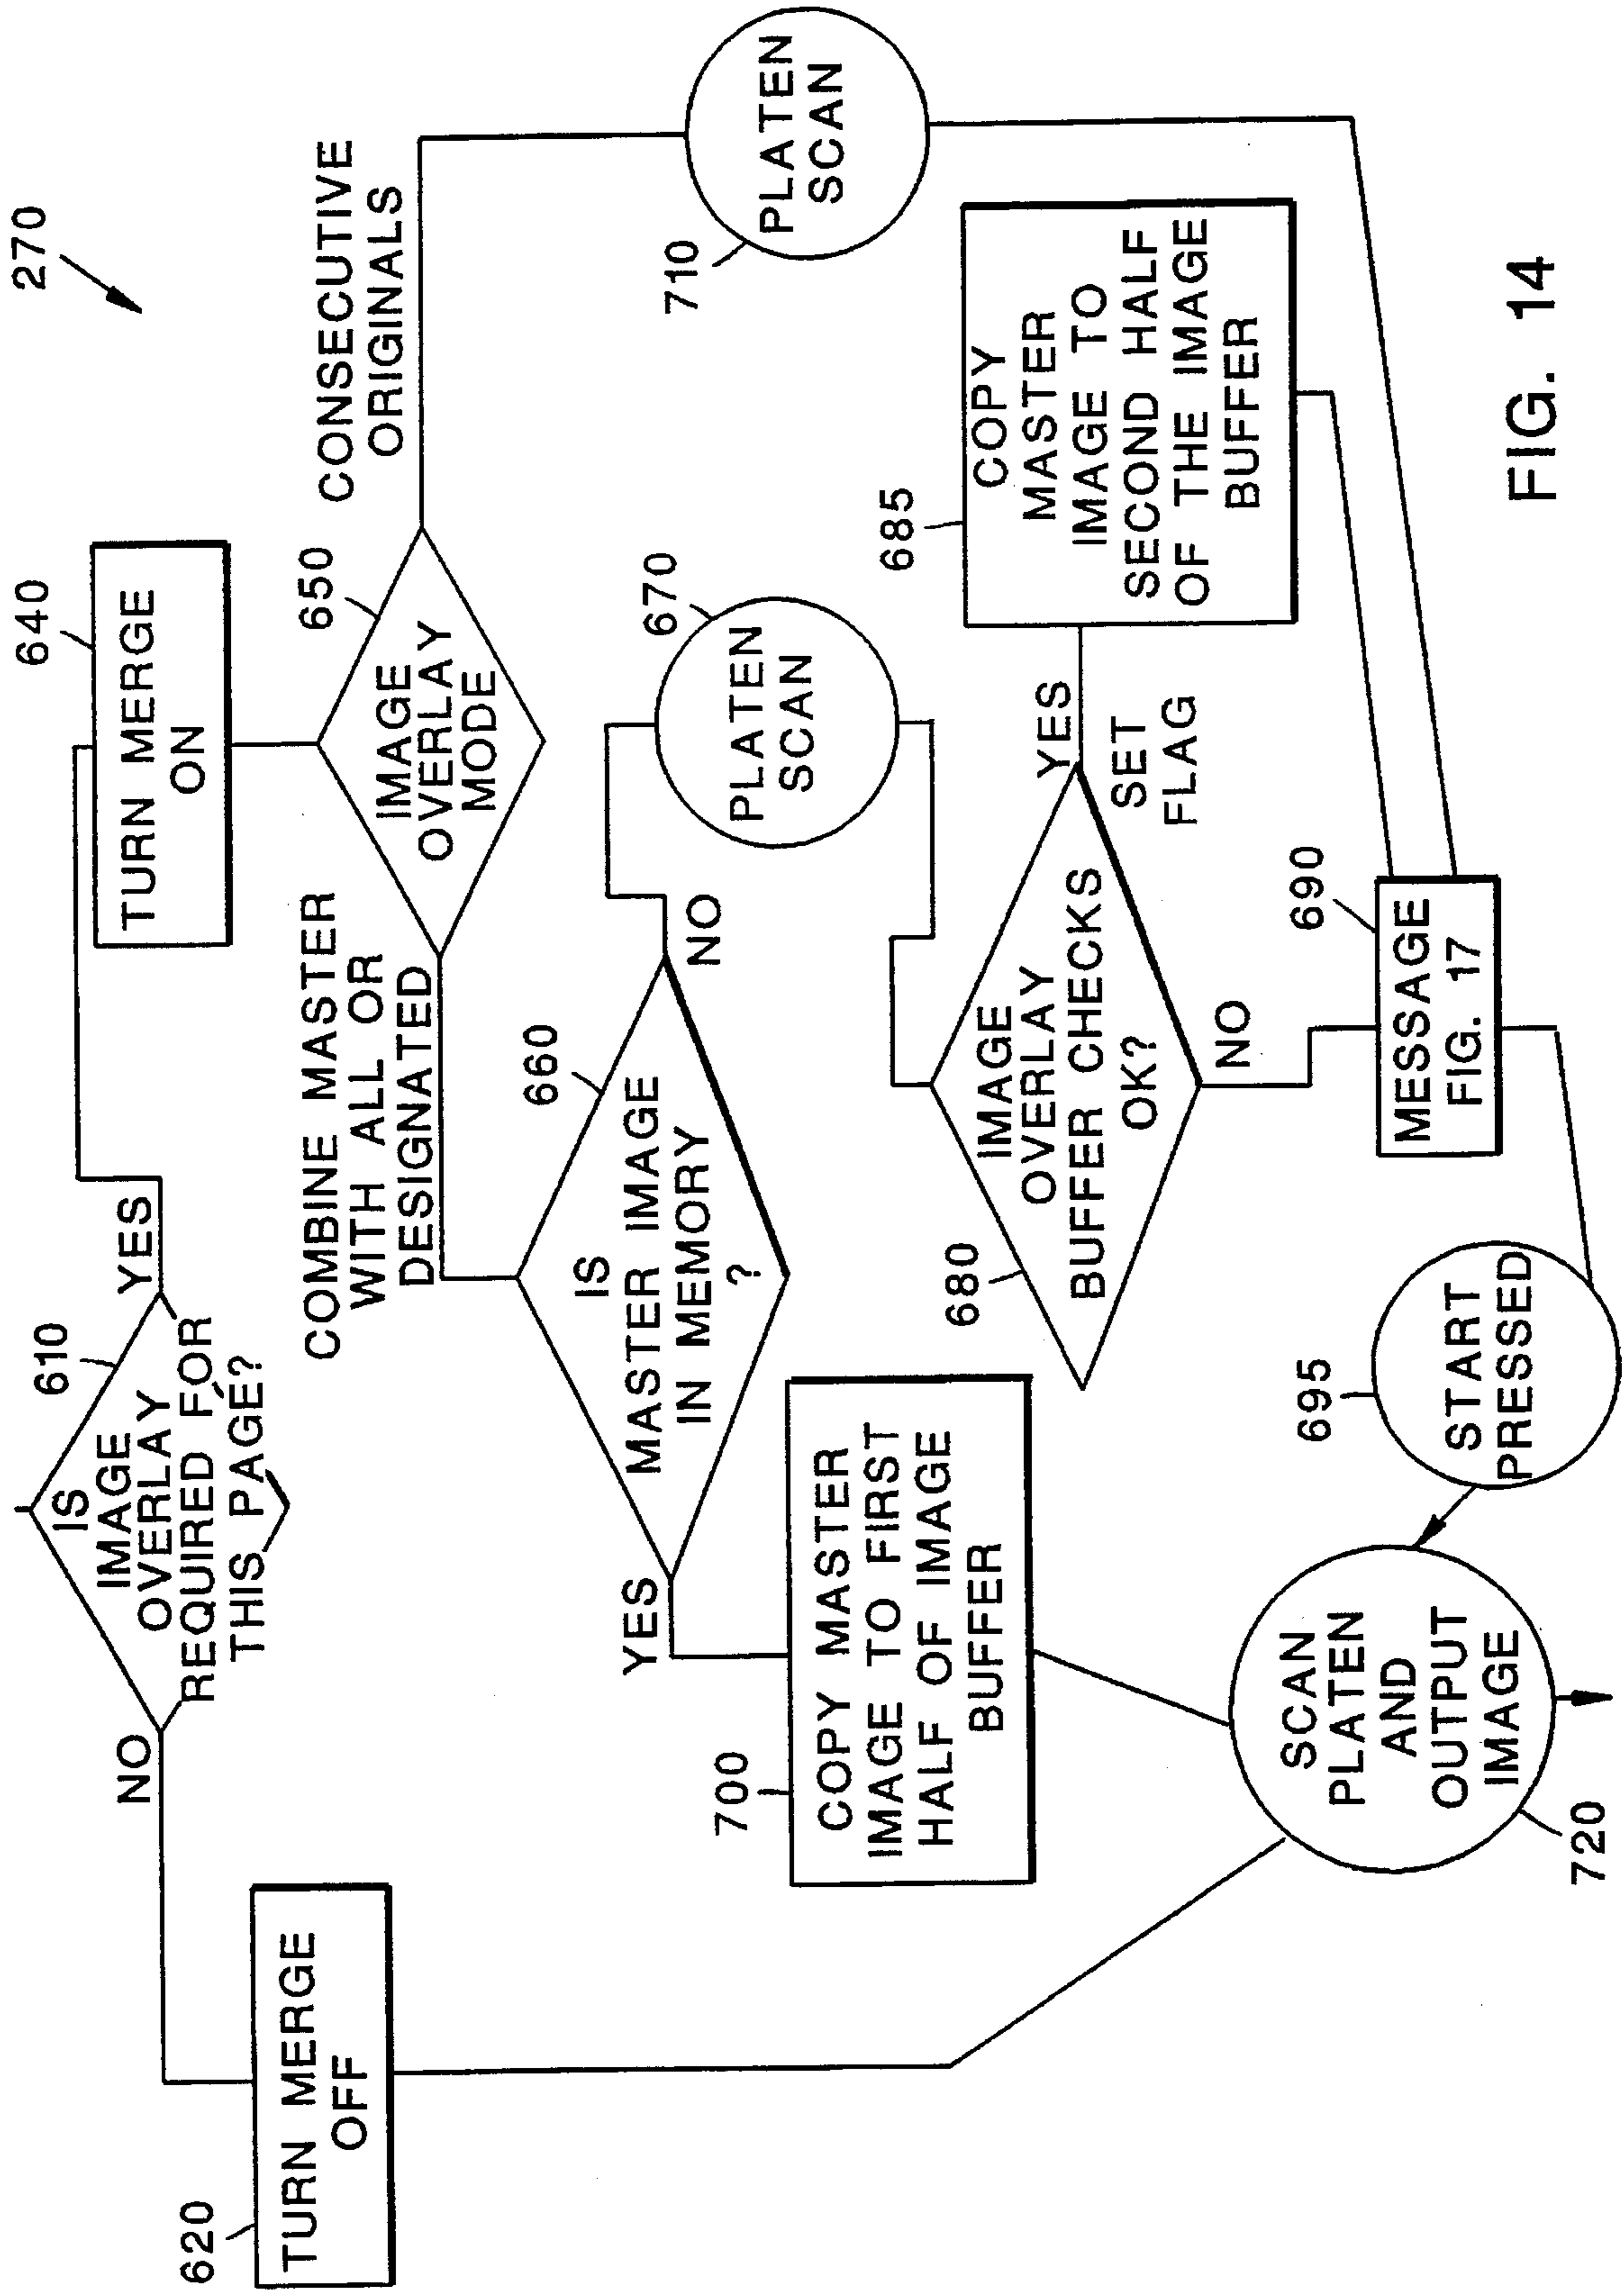 270
IS
IMAGE
OVERLAY
REQUIRED FOR
THIS PAGE?
610
NO
YES
620
TURN MERGE
OFF
640
TURN MERGE
ON
650
IMAGE
OVERLAY
MODE
CONSECUTIVE
ORIGINALS
COMBINE MASTER
WITH ALL OR
DESIGNATED
660
IS
MASTER IMAGE
IN MEMORY
?
YES
NO
670
PLATEN
SCAN
710
PLATEN
SCAN
700
COPY MASTER
IMAGE TO FIRST
HALF OF IMAGE
BUFFER
680
IMAGE
OVERLAY
BUFFER CHECKS
OK?
YES
SET
FLAG
NO
685
COPY
MASTER
IMAGE TO
SECOND HALF
OF THE IMAGE
BUFFER
690
MESSAGE
FIG. 17
695
START
PRESSED
SCAN
PLATEN
AND
OUTPUT
IMAGE
720
FIG. 14